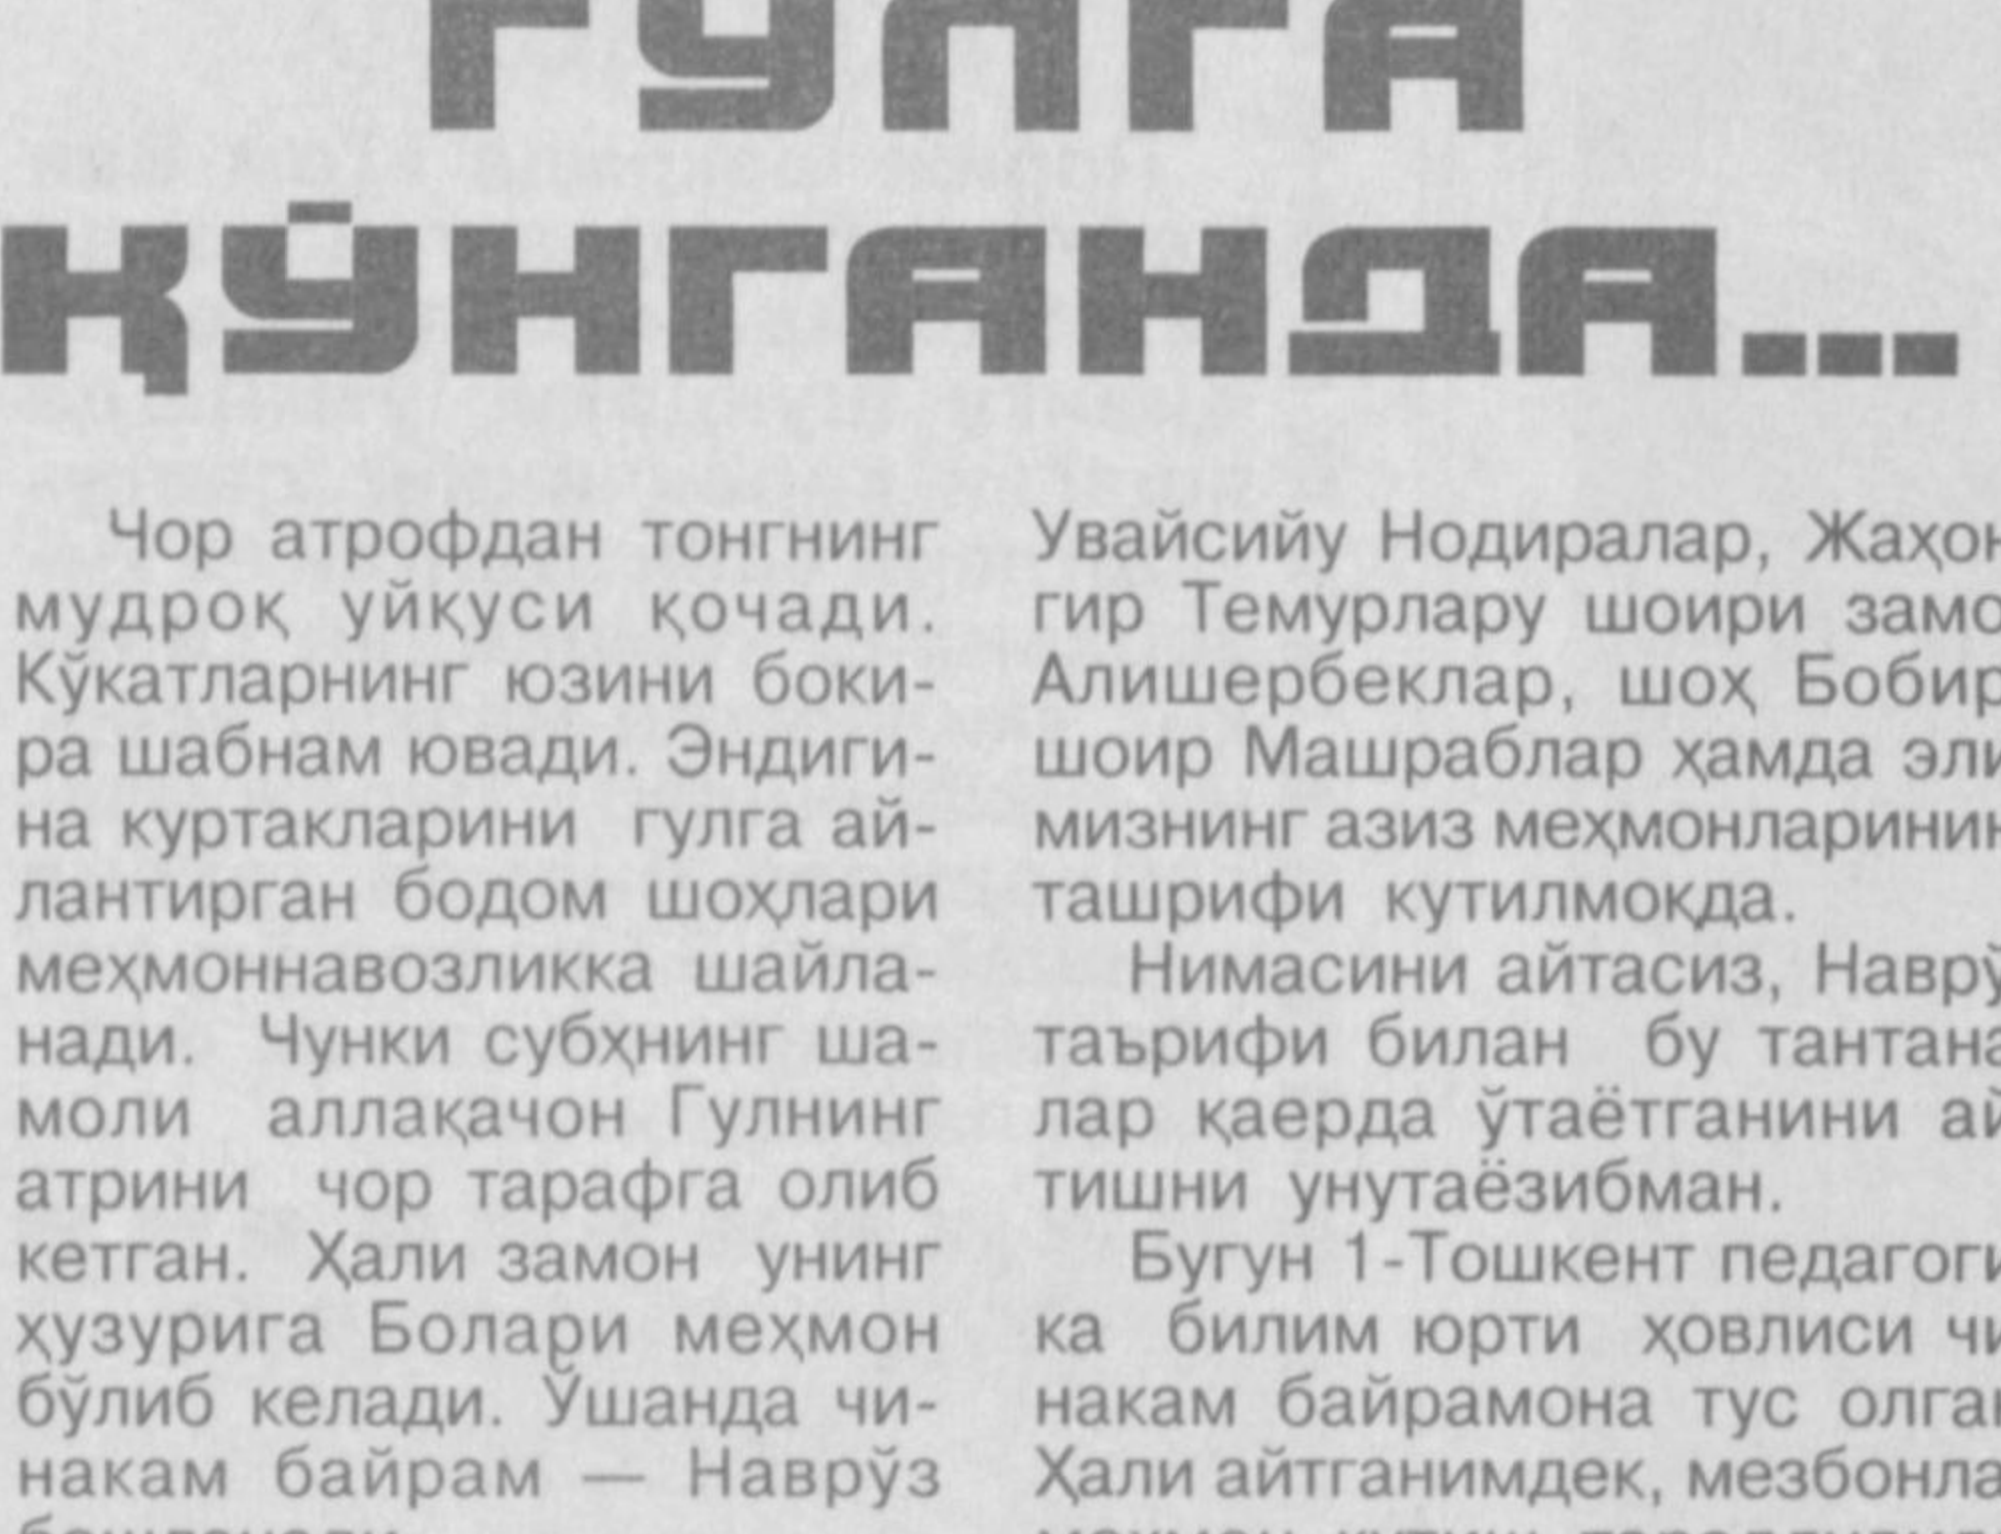 ГУЛГА
ҚЎНГАНДА...
Чор атрофдан тонгнинг
мудроқ уйқуси қочади.
Кўкатларнинг юзини боки-
ра шабнам ювади. Эндиги-
на куртакларини гулга ай-
лантирган бодом шоҳлари
меҳмоннавозликка шайла-
нади. Чунки субҳнинг ша-
моли аллақачон Гулнинг
атрини чор тарафга олиб
кетган. Ҳали замон унинг
ҳузурига Болари меҳмон
бўлиб келади. Ўшанда чи-
накам байрам — Наврўз
Увайсийу Нодиралар, Жаҳон
гир Темурлару шоири замо
Алишербеклар, шоҳ Бобир
шоир Машраблар ҳамда эли
мизнинг азиз меҳмонларинин
ташрифи кутилмоқда.
Нимасини айтасиз, Наврў
таърифи билан бу тантана
лар қаерда ўтаётганини ай
тишни унутаёзибман.
Бугун 1-Тошкент педагоги
ка билим юрти ҳовлиси чи
накам байрамона тус олган
Ҳали айтганимдек, мезбонла